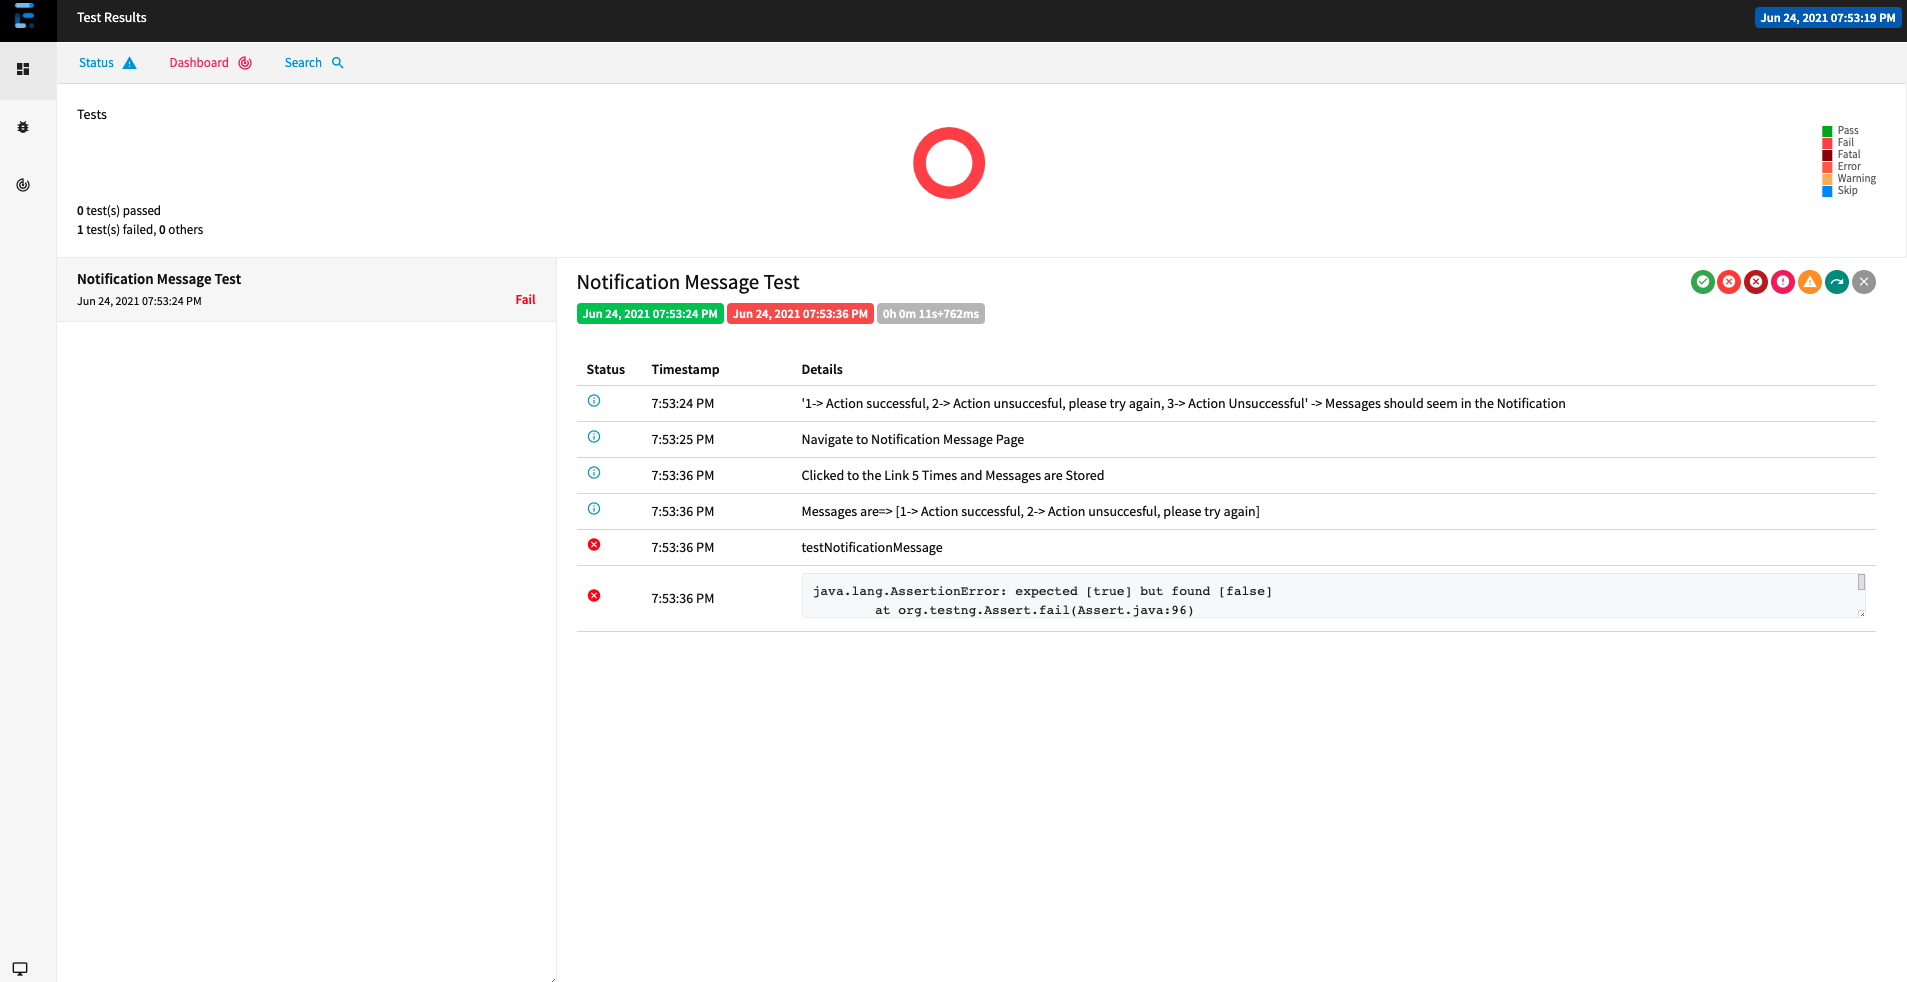 Test Results
Jun 24, 2021 07:53:19 PM
Status
Dashboard
Search
Tests
Pass
Fail
Fatal
Error
Warning
Skip
0 test(s) passed
1 test(s) failed, 0 others
Notification Message Test
Jun 24, 2021 07:53:24 PM
Fail
Notification Message Test
Jun 24, 2021 07:53:24 PM Jun 24, 2021 07:53:36 PM 0h 0m 11s+762ms
Status Timestamp Details
7:53:24 PM '1-> Action successful, 2-> Action unsuccesful, please try again, 3-> Action Unsuccessful' -> Messages should seem in the Notification
7:53:25 PM Navigate to Notification Message Page
7:53:36 PM Clicked to the Link 5 Times and Messages are Stored
7:53:36 PM Messages are=> [1-> Action successful, 2-> Action unsuccesful, please try again]
7:53:36 PM testNotificationMessage
7:53:36 PM java.lang.AssertionError: expected [true] but found [false]
at org.testng.Assert.fail(Assert.java:96)